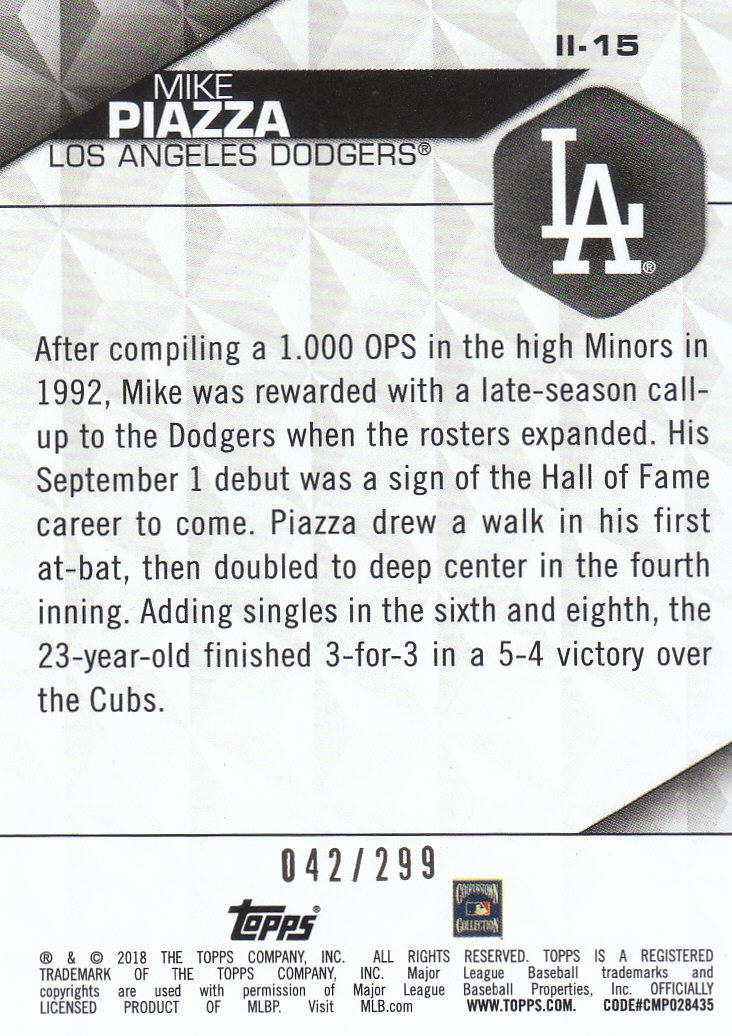 II-15
MIKE
PIAZZA
LOS ANGELES DODGERS®
LA®
After compiling a 1.000 OPS in the high Minors in
1992, Mike was rewarded with a late-season call-
up to the Dodgers when the rosters expanded. His
September 1 debut was a sign of the Hall of Fame
career to come. Piazza drew a walk in his first
at-bat, then doubled to deep center in the fourth
inning. Adding singles in the sixth and eighth, the
23-year-old finished 3-for-3 in a 5-4 victory over
the Cubs.
042/299
topps®
COOPERSTOWN
COLLECTION
® & © 2018 THE TOPPS COMPANY, INC. ALL RIGHTS RESERVED. TOPPS IS A REGISTERED
TRADEMARK OF THE TOPPS COMPANY, INC. Major League Baseball trademarks and
copyrights are used with permission of Major League Baseball Properties, Inc. OFFICIALLY
LICENSED PRODUCT OF MLBP. Visit MLB.com WWW.TOPPS.COM. CODE#CMP028435